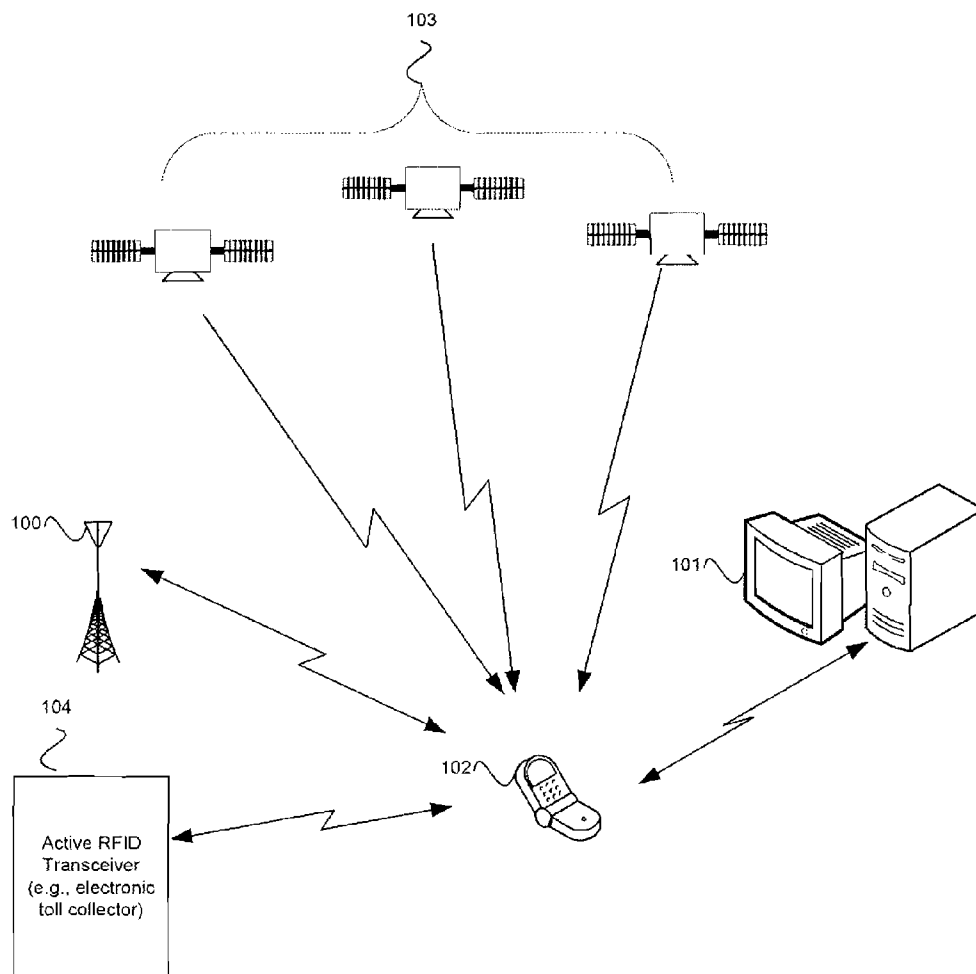 103
100
101
104
102
Active RFID
Transceiver
(e.g., electronic
toll collector)